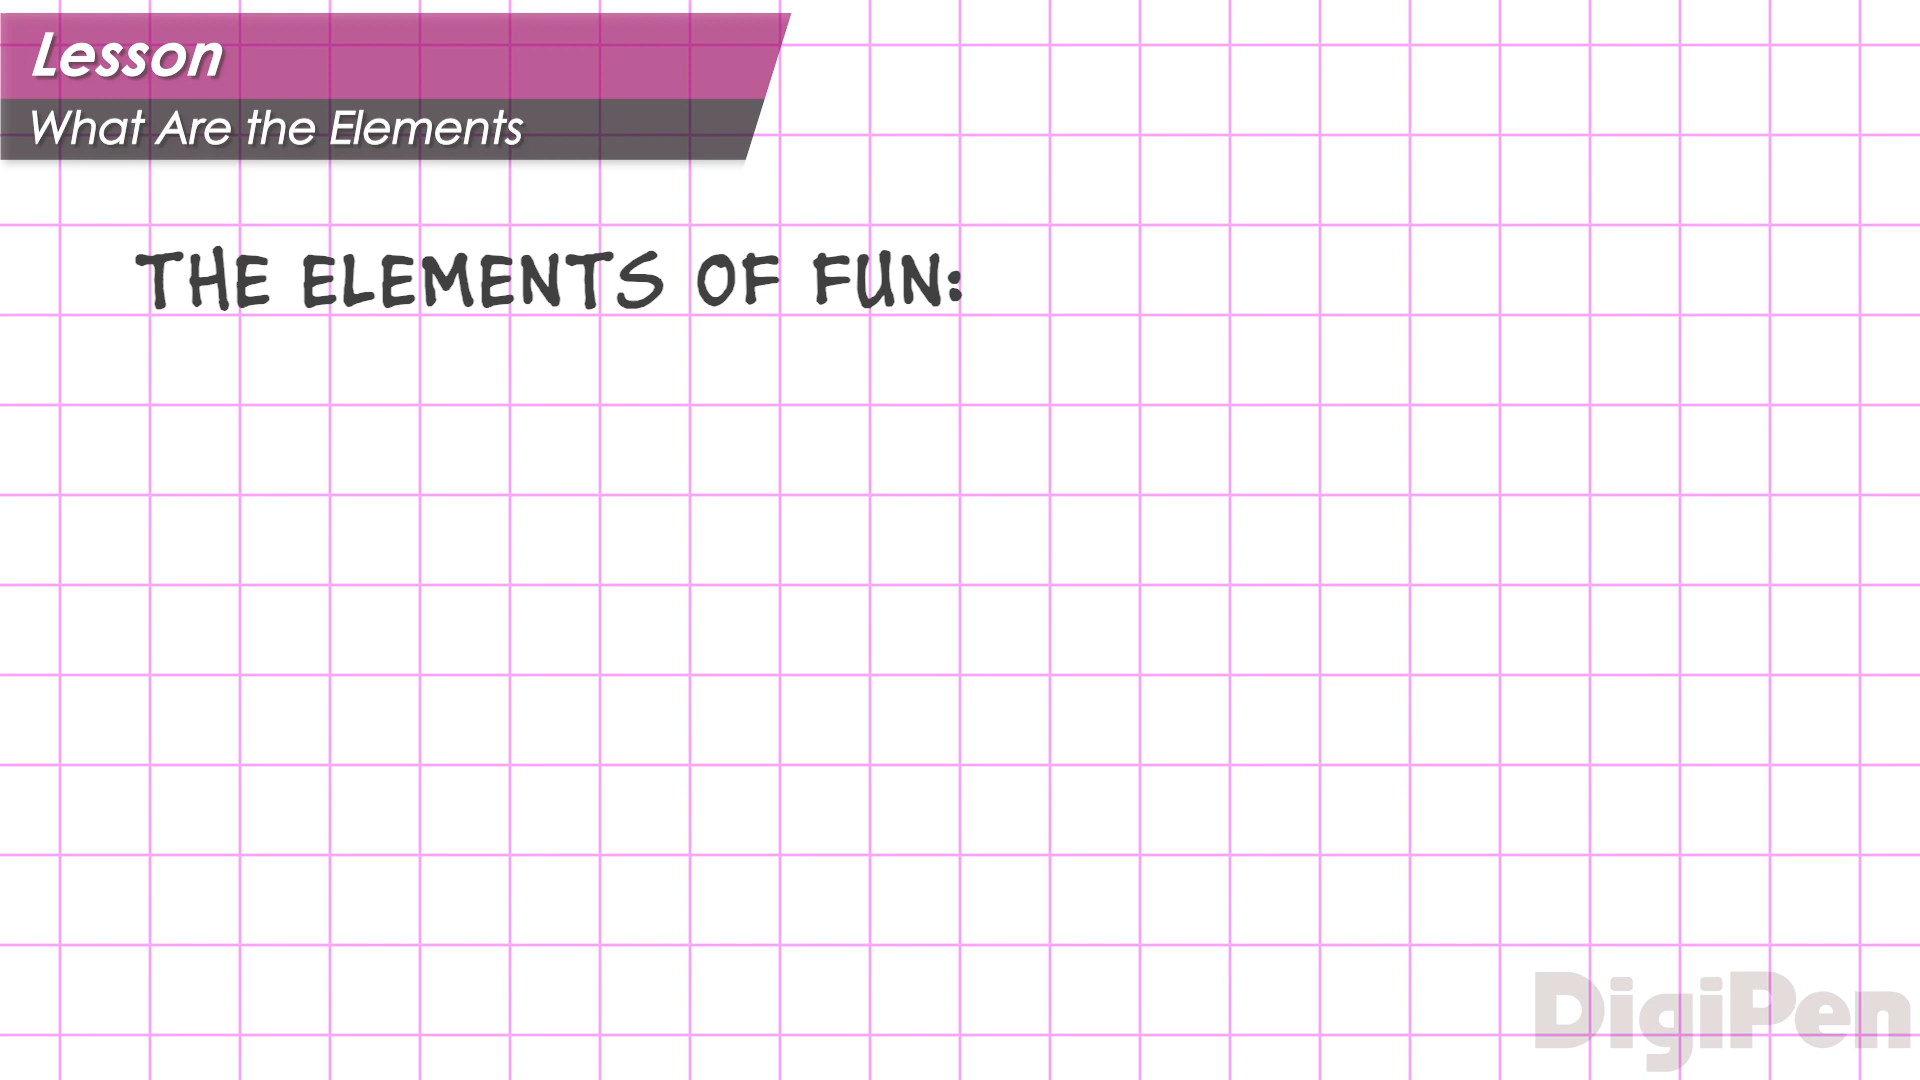 Lesson
What Are the Elements
THE ELEMENTS OF FUN:
DigiPen